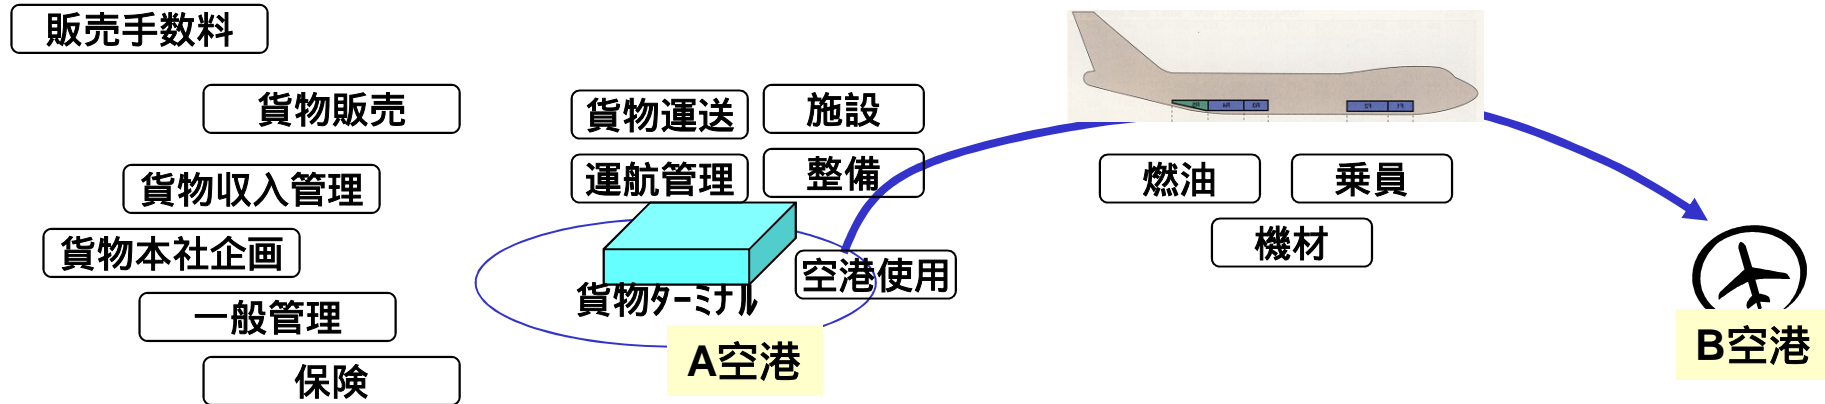 販売手数料
貨物販売
貨物収入管理
貨物本社企画
一般管理
保険
貨物運送
施設
運航管理
整備
空港使用
貨物ﾀｰﾐﾅﾙ
A空港
燃油
乗員
機材
B空港